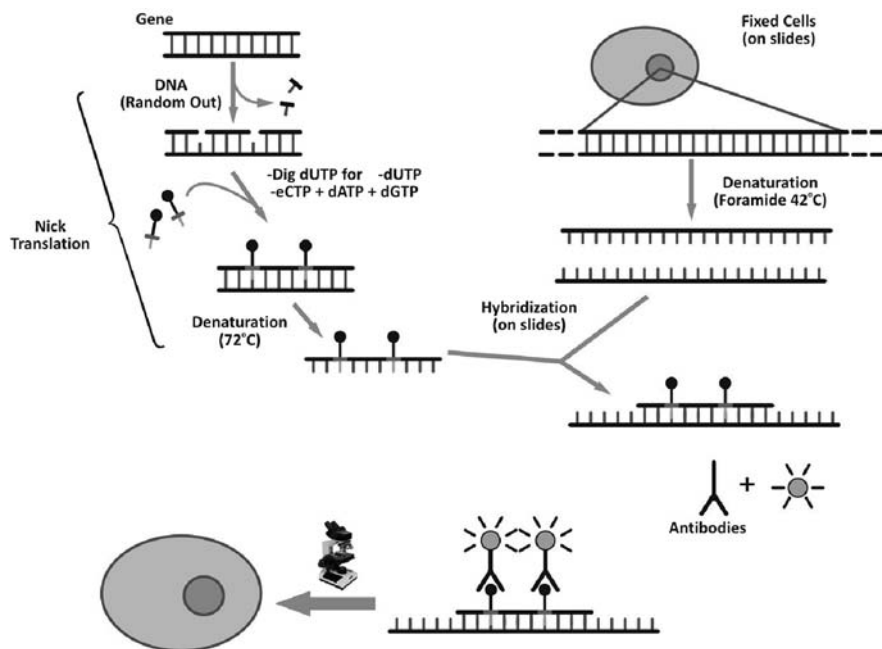 Gene
DNA
(Random Out)
-Dig dUTP for -dUTP
-eCTP + dATP + dGTP
Nick
Translation
Denaturation
(72°C)
Fixed Cells
(on slides)
Denaturation
(Foramide 42°C)
Hybridization
(on slides)
+
Antibodies